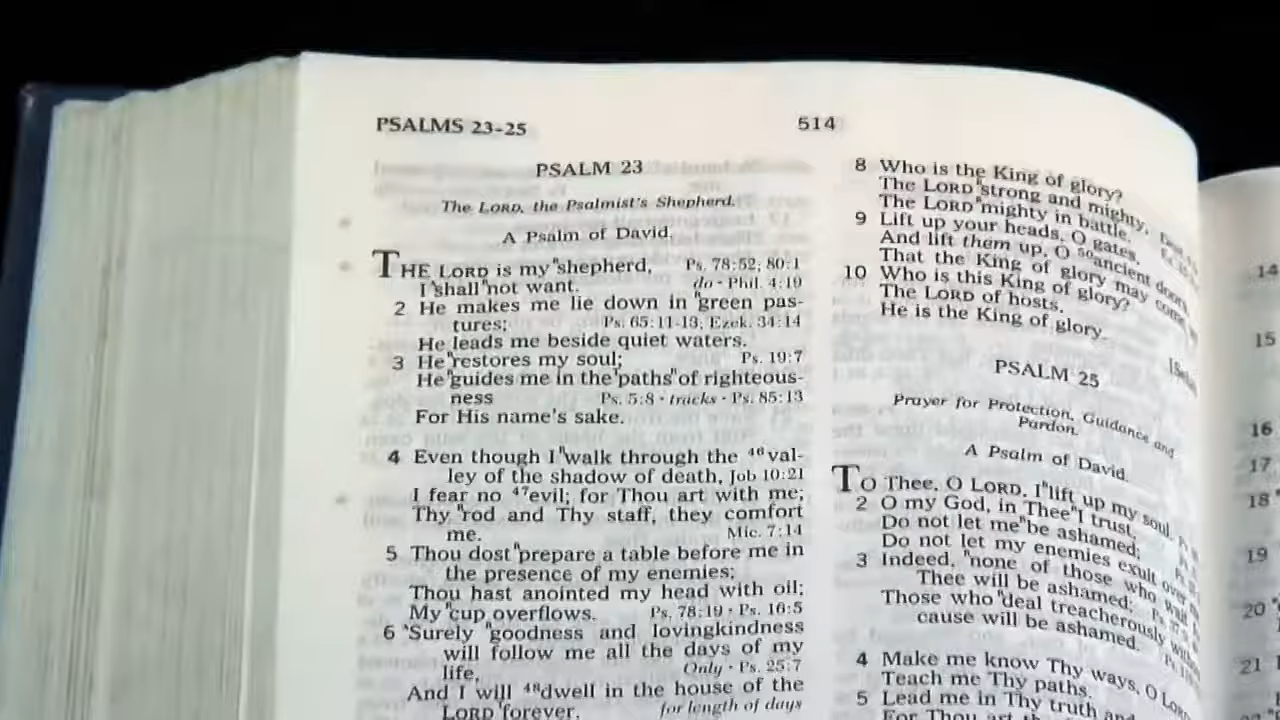 PSALMS 23-25
514
PSALM 23
The LORD, the Psalmist's Shepherd.
A Psalm of David.
THE LORD is my "shepherd, Ps. 78:52; 80:1
I "shall "not want. do · Phil. 4:19
2 He makes me lie down in "green pas-
tures; Ps. 65:11-13; Ezek. 34:14
He leads me beside quiet waters.
3 He "restores my soul; Ps. 19:7
He "guides me in the "paths "of righteous-
ness Ps. 5:8 · tracks · Ps. 85:13
For His name's sake.
4 Even though I "walk through the 46val-
ley of the shadow of death, Job 10:21
I fear no 47evil; for Thou art with me;
Thy "rod and Thy staff, they comfort
me. Mic. 7:14
5 Thou dost "prepare a table before me in
the presence of my enemies;
Thou hast anointed my head with oil;
My "cup overflows. Ps. 78:19 · Ps. 16:5
6 "Surely "goodness and lovingkindness
will follow me all the days of my
life, Only · Ps. 25:7
And I will 48dwell in the house of the
LORD "forever. for length of days
8 Who is the King of glory?
The LORD "strong and mighty,
The LORD "mighty in battle.
9 Lift up your heads, O gates,
And lift them up, O 50ancient doors,
That the King of glory may come
10 Who is this King of glory?
The LORD of hosts,
He is the King of glory.
PSALM 25
Prayer for Protection, Guidance and
Pardon.
A Psalm of David.
TO Thee, O LORD, I "lift up my soul.
2 O my God, in Thee "I trust,
Do not let me "be ashamed;
Do not let my enemies exult over
3 Indeed, "none of those who wait
Thee will be ashamed;
Those who "deal treacherously without
cause will be ashamed.
4 Make me know Thy ways, O LORD
Teach me Thy paths.
5 Lead me in Thy truth and
For Thou art
14
15
16
17
18
19
20
21